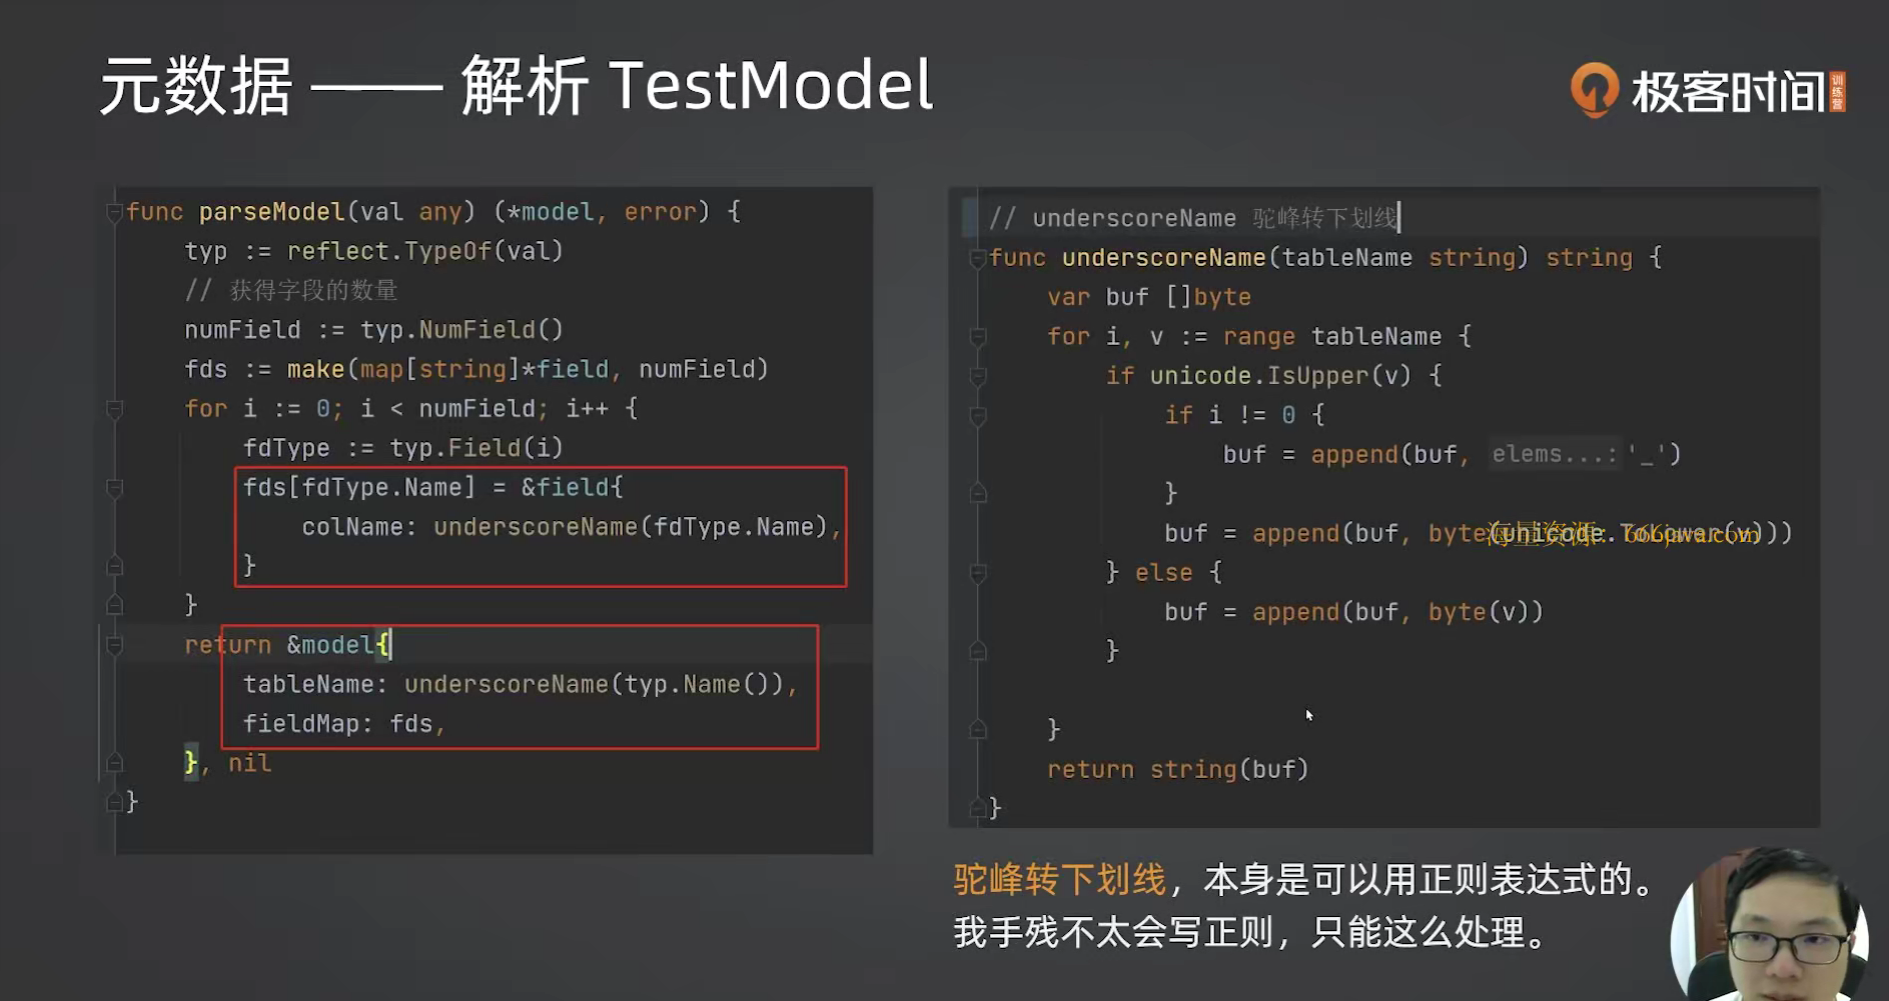 元数据 —— 解析 TestModel
极客时间
训练营
func parseModel(val any) (*model, error) {
typ := reflect.TypeOf(val)
// 获得字段的数量
numField := typ.NumField()
fds := make(map[string]*field, numField)
for i := 0; i < numField; i++ {
fdType := typ.Field(i)
fds[fdType.Name] = &field{
colName: underscoreName(fdType.Name),
}
}
return &model{
tableName: underscoreName(typ.Name()),
fieldMap: fds,
}, nil
}
// underscoreName 驼峰转下划线
func underscoreName(tableName string) string {
var buf []byte
for i, v := range tableName {
if unicode.IsUpper(v) {
if i != 0 {
buf = append(buf, elems...: '_')
}
buf = append(buf, byte(unicode.ToLower(v)))
海量资源：666java.com
} else {
buf = append(buf, byte(v))
}
}
return string(buf)
}
驼峰转下划线，本身是可以用正则表达式的。
我手残不太会写正则，只能这么处理。